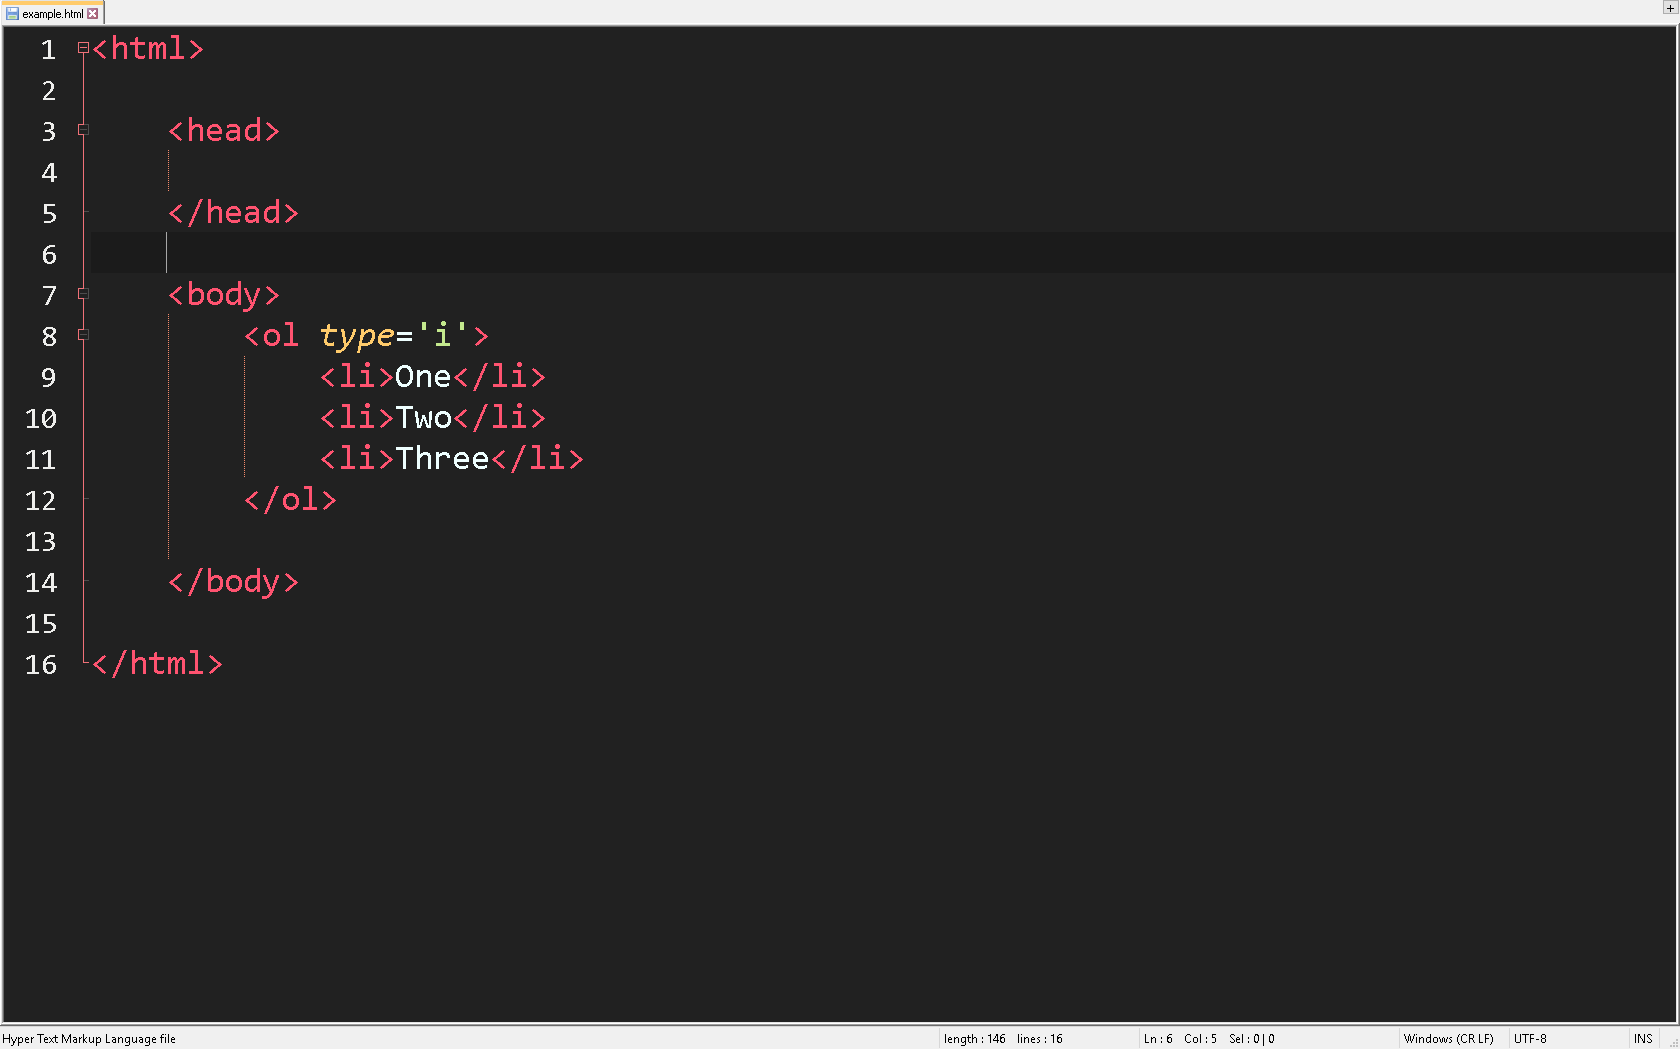 example.html
1 <html>
2
3 <head>
4
5 </head>
6
7 <body>
8 <ol type='i'>
9 <li>One</li>
10 <li>Two</li>
11 <li>Three</li>
12 </ol>
13
14 </body>
15
16 </html>
Hyper Text Markup Language file length : 146 lines : 16 Ln : 6 Col : 5 Sel : 0 | 0 Windows (CR LF) UTF-8 INS